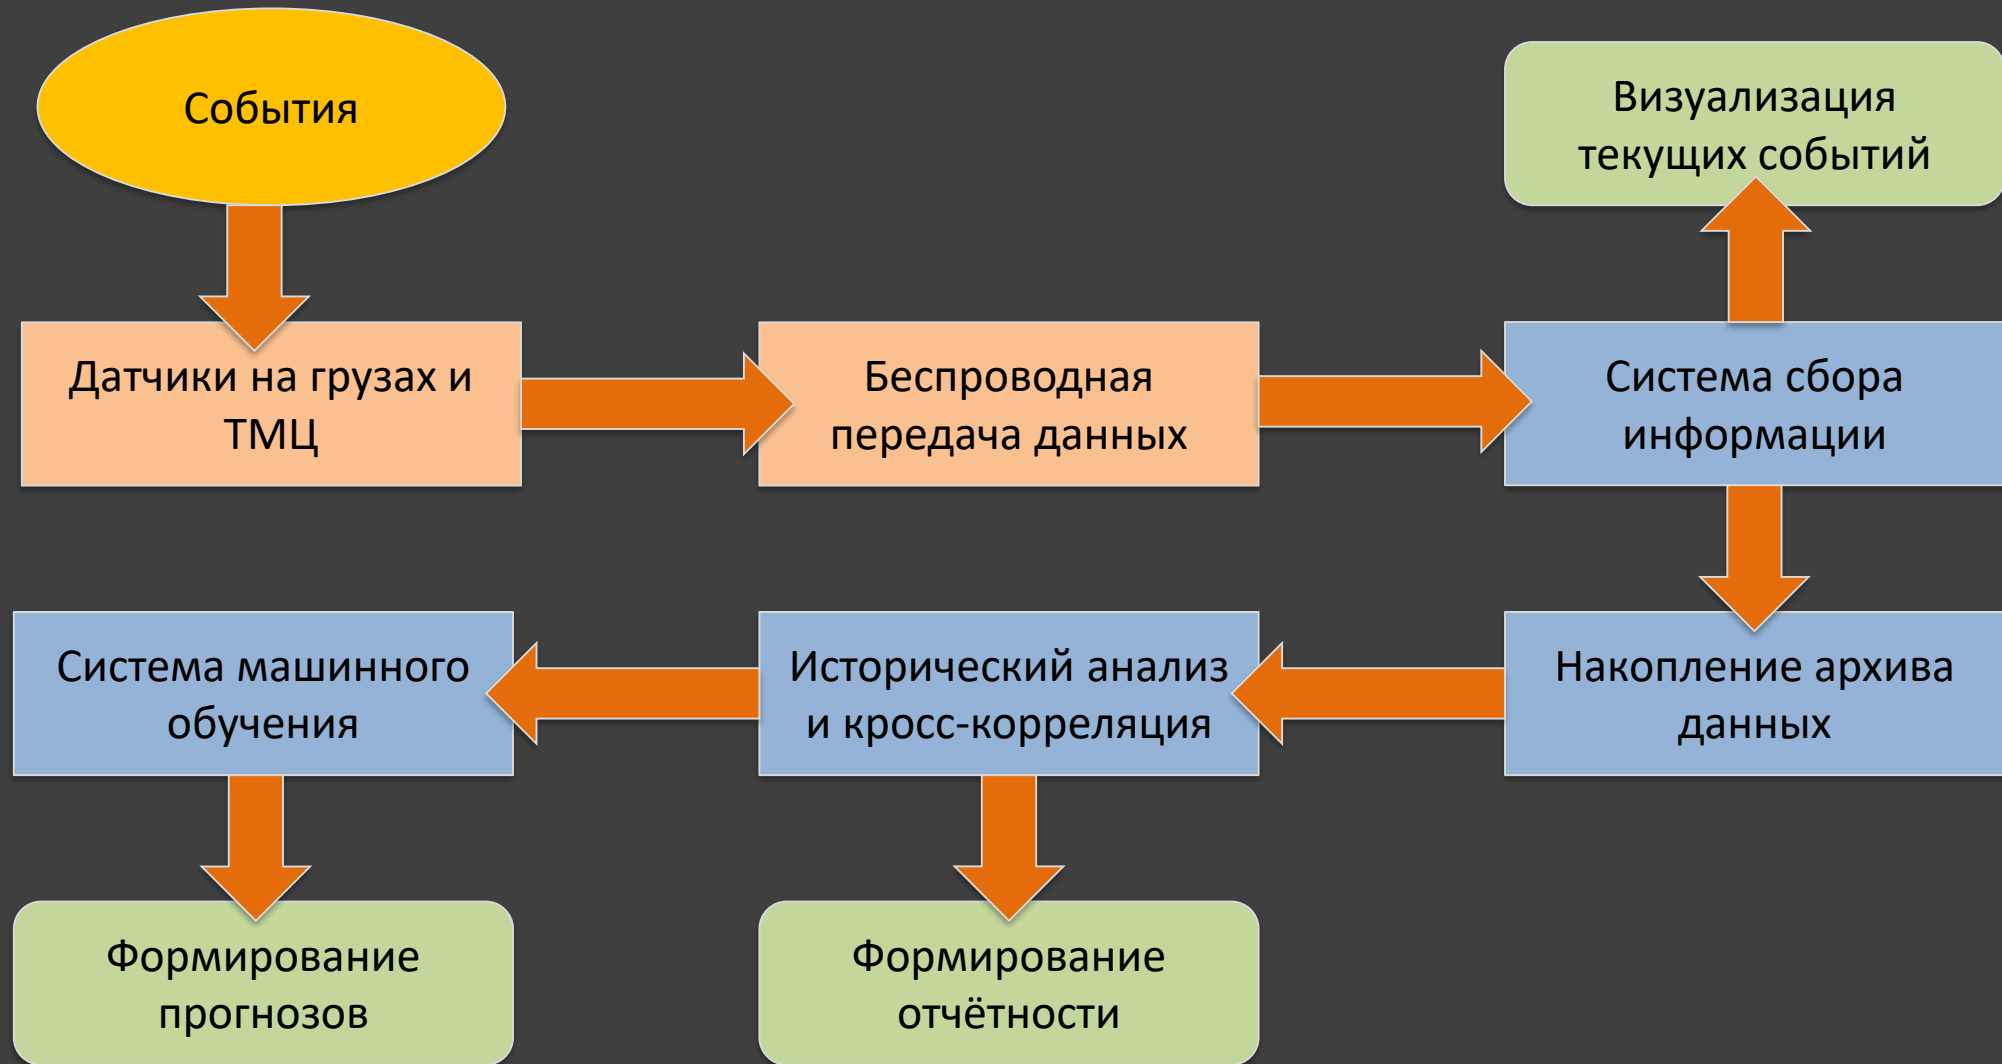 События
Визуализация
текущих событий
Датчики на грузах и
ТМЦ
Беспроводная
передача данных
Система сбора
информации
Система машинного
обучения
Исторический анализ
и кросс-корреляция
Накопление архива
данных
Формирование
прогнозов
Формирование
отчётности